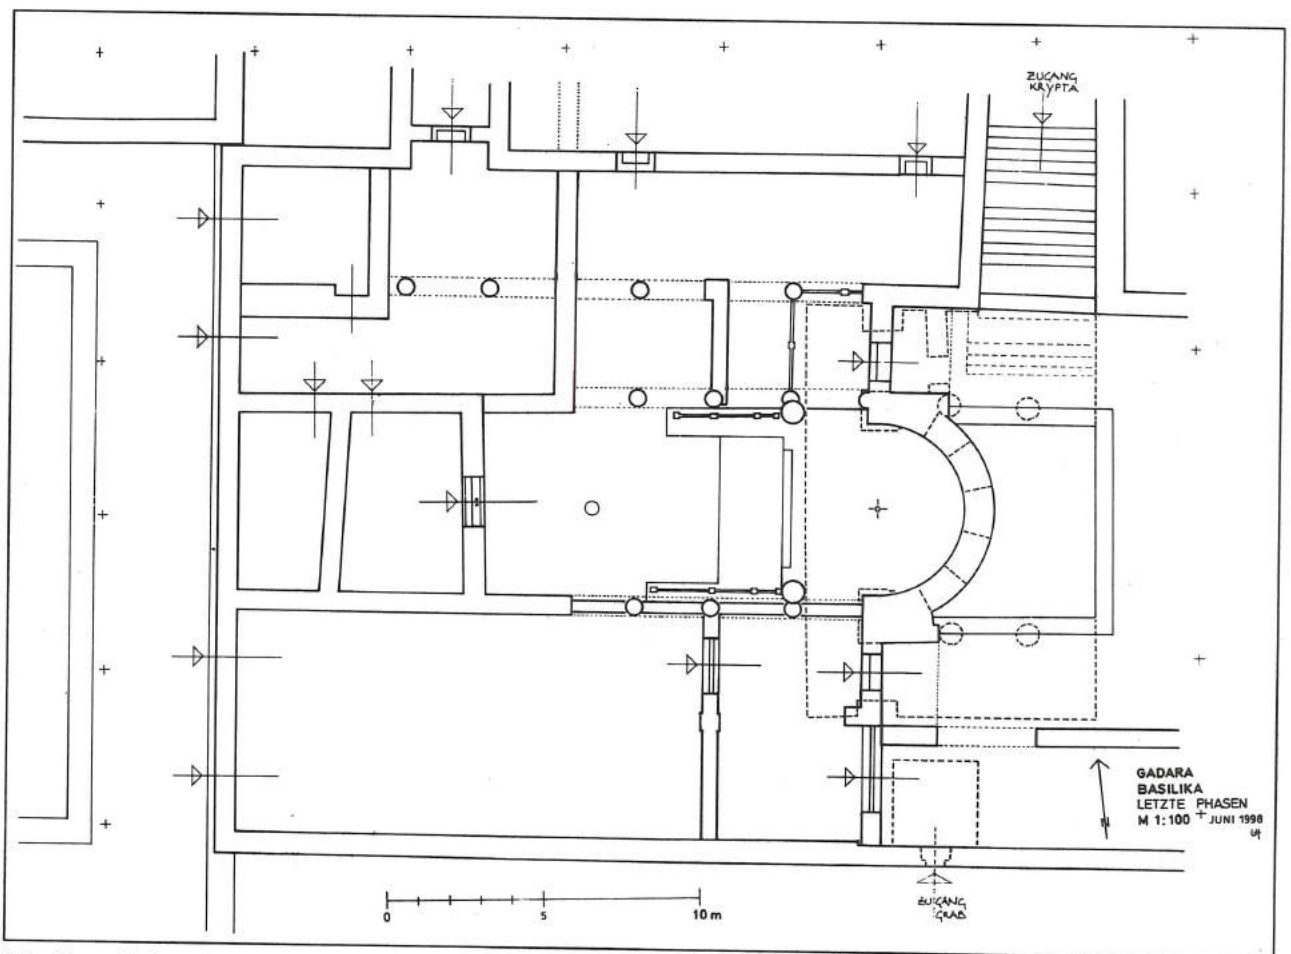 ZUGANG
KRYPTA
GADARA
BASILIKA
LETZTE PHASEN
M 1:100 JUNI 1998
0 5 10 m
ZUGANG
GRAB